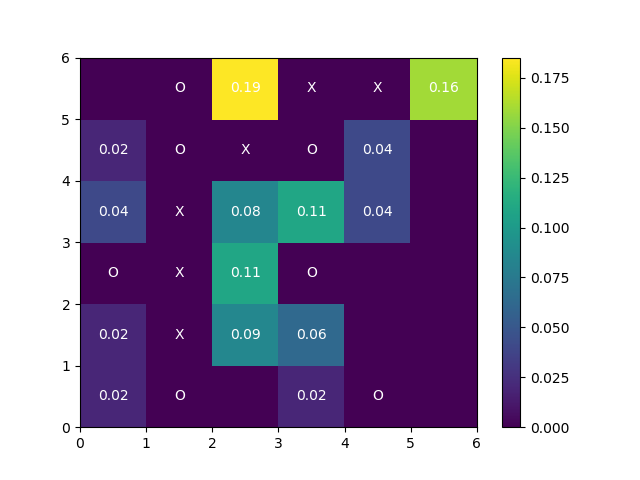 6
O 0.19 X X 0.16
0.175
5
0.02 O X O 0.04
0.150
4
0.125
0.04 X 0.08 0.11 0.04
0.100
3
O X 0.11 O
0.075
2
0.02 X 0.09 0.06
0.050
1
0.025
0.02 O 0.02 O
0
0.000
0 1 2 3 4 5 6